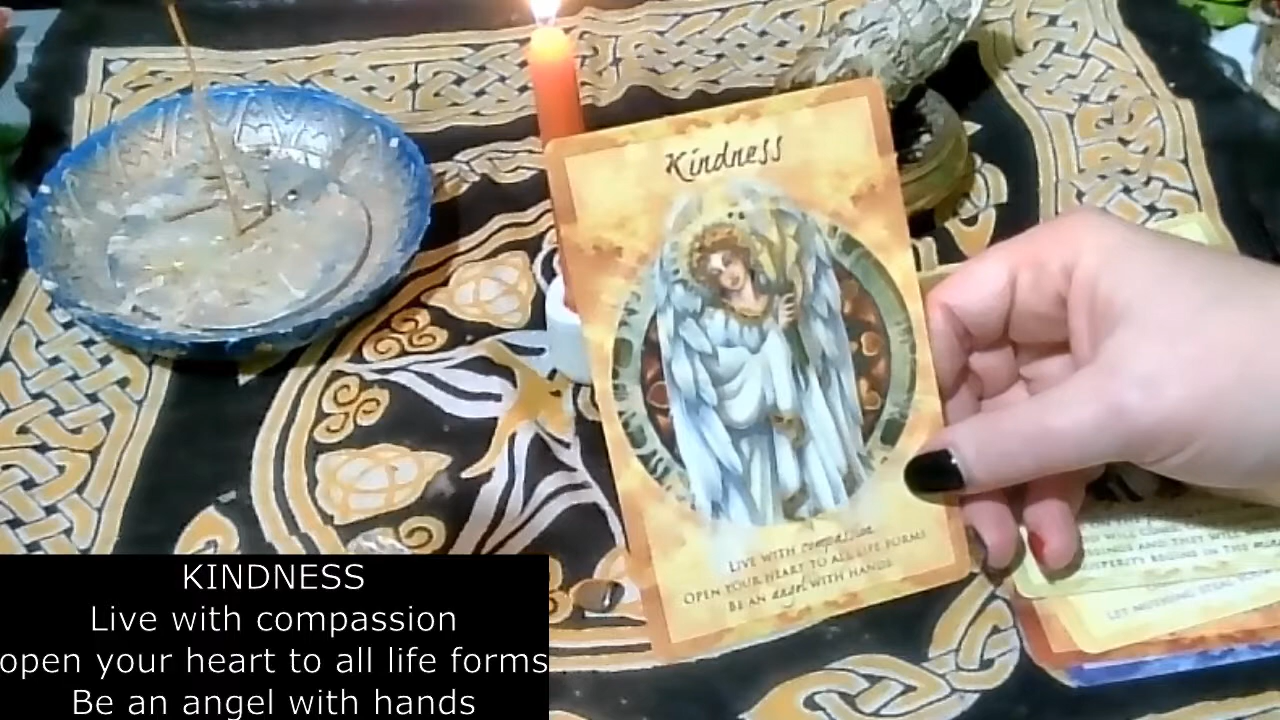 Kindness
LIVE WITH compassion
OPEN YOUR HEART TO ALL LIFE FORMS
BE AN angel WITH HANDS
KINDNESS
Live with compassion
open your heart to all life forms
Be an angel with hands